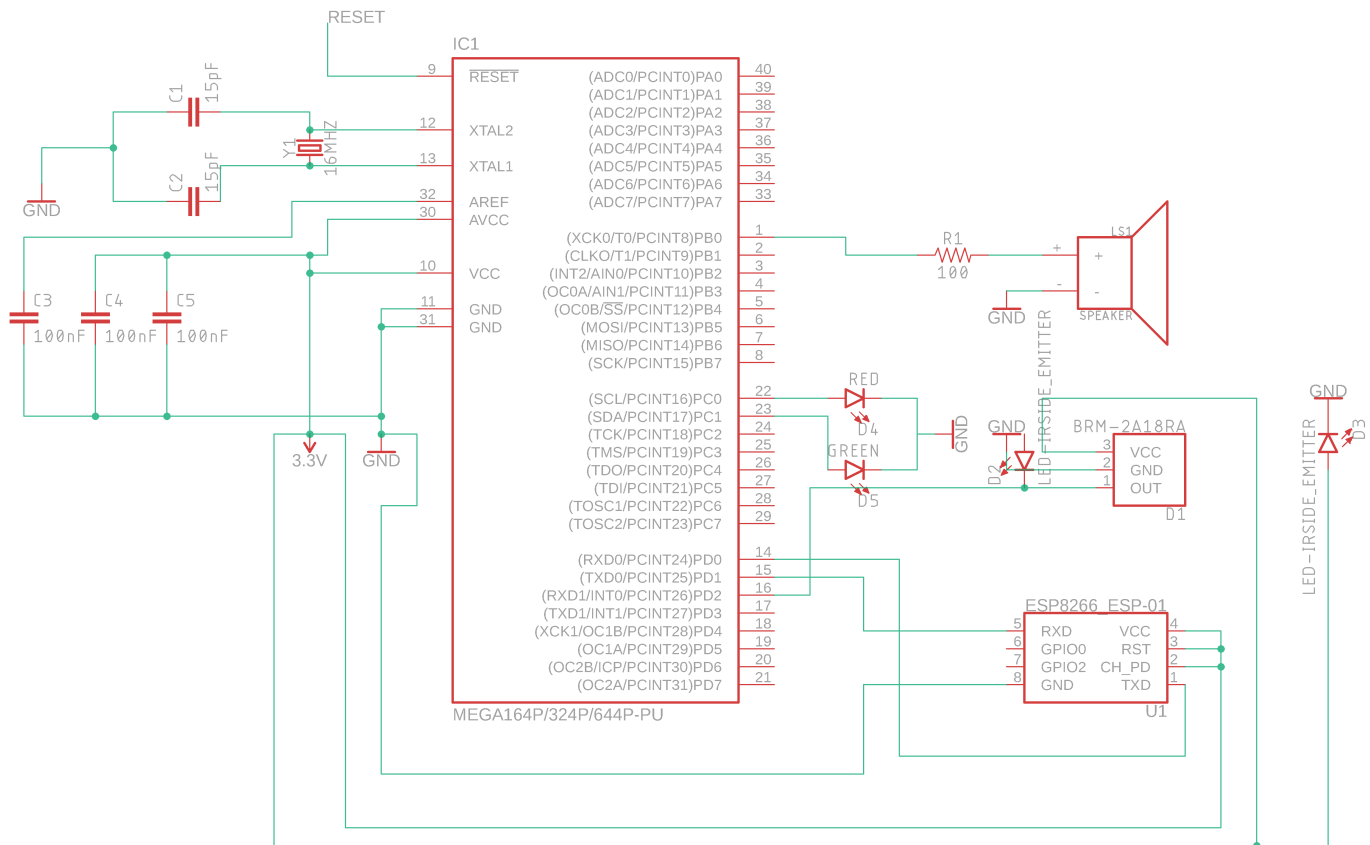 RESET
IC1
9
RESET
(ADC0/PCINT0)PA0
40
(ADC1/PCINT1)PA1
39
(ADC2/PCINT2)PA2
38
C1
15pF
12
XTAL2
(ADC3/PCINT3)PA3
37
Y1
16MHZ
(ADC4/PCINT4)PA4
36
13
XTAL1
(ADC5/PCINT5)PA5
35
C2
15pF
(ADC6/PCINT6)PA6
34
32
AREF
(ADC7/PCINT7)PA7
33
GND
30
AVCC
(XCK0/T0/PCINT8)PB0
1
R1
100
LS1
+
+
-
-
SPEAKER
GND
(CLKO/T1/PCINT9)PB1
2
10
VCC
(INT2/AIN0/PCINT10)PB2
3
(OC0A/AIN1/PCINT11)PB3
4
C3
100nF
C4
100nF
C5
100nF
11
GND
(OC0B/SS/PCINT12)PB4
5
31
GND
(MOSI/PCINT13)PB5
6
(MISO/PCINT14)PB6
7
(SCK/PCINT15)PB7
8
(SCL/PCINT16)PC0
22
RED
D4
(SDA/PCINT17)PC1
23
GREEN
D5
GND
(TCK/PCINT18)PC2
24
(TMS/PCINT19)PC3
25
(TDO/PCINT20)PC4
26
(TDI/PCINT21)PC5
27
(TOSC1/PCINT22)PC6
28
(TOSC2/PCINT23)PC7
29
3.3V
GND
GND
D2
LED-IRSIDE_EMITTER
BRM-2A18RA
3
VCC
2
GND
1
OUT
D1
GND
D3
LED-IRSIDE_EMITTER
(RXD0/PCINT24)PD0
14
(TXD0/PCINT25)PD1
15
(RXD1/INT0/PCINT26)PD2
16
(TXD1/INT1/PCINT27)PD3
17
(XCK1/OC1B/PCINT28)PD4
18
(OC1A/PCINT29)PD5
19
(OC2B/ICP/PCINT30)PD6
20
(OC2A/PCINT31)PD7
21
MEGA164P/324P/644P-PU
ESP8266_ESP-01
5
RXD
VCC
4
6
GPIO0
RST
3
7
GPIO2
CH_PD
2
8
GND
TXD
1
U1